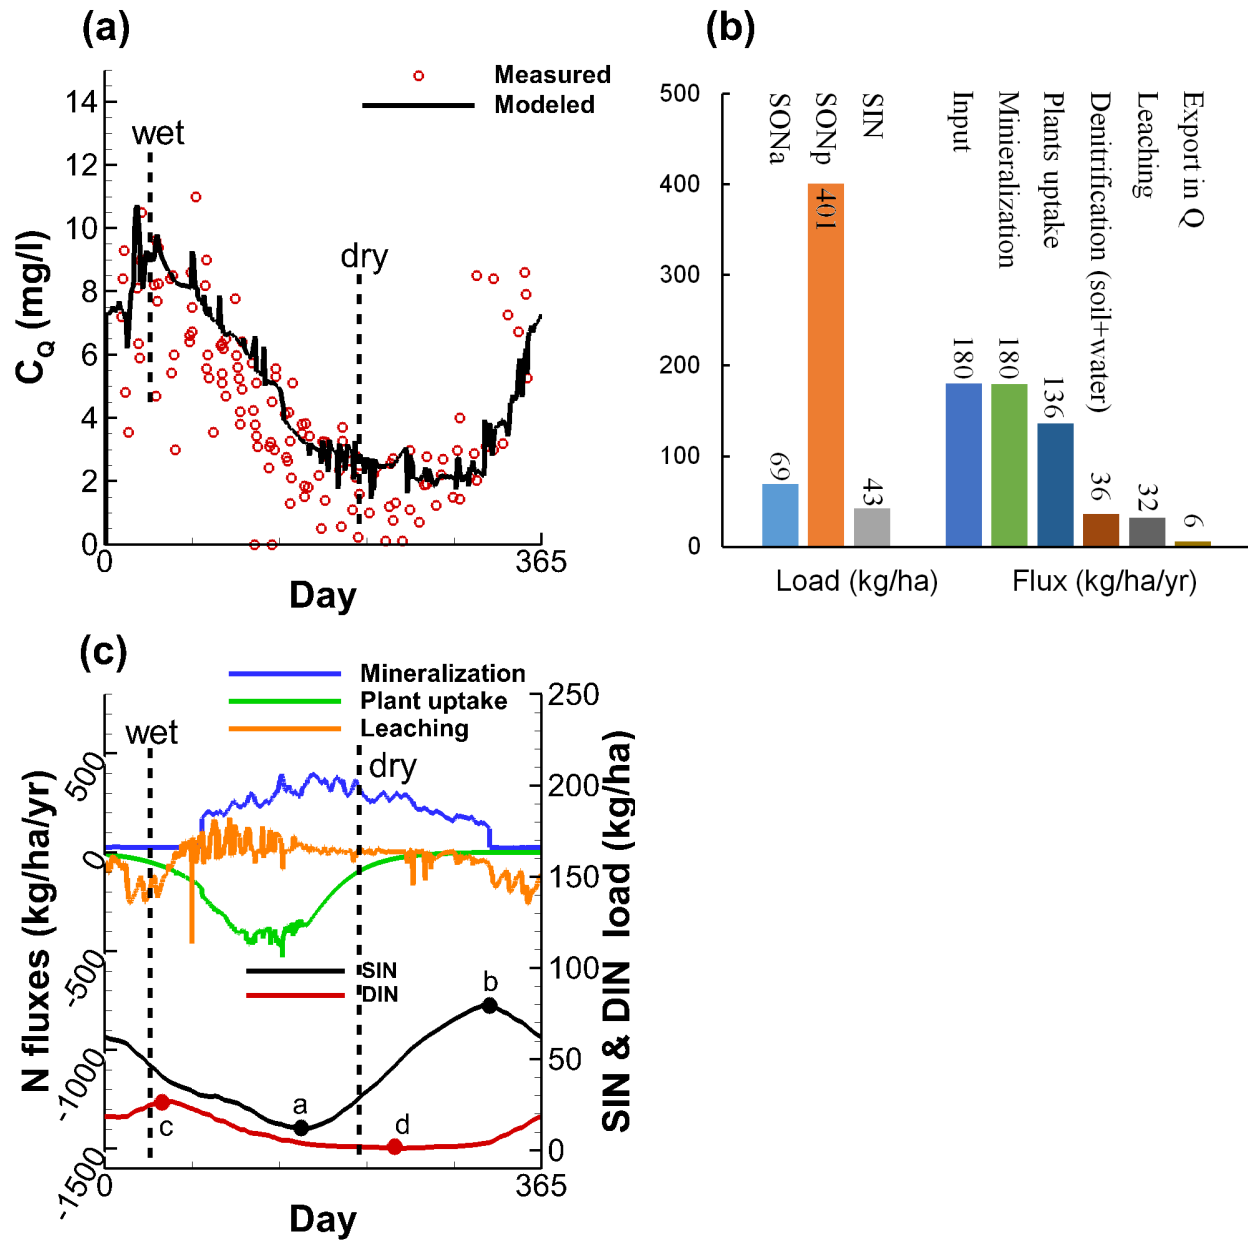 (a)
Measured
Modeled
wet
dry
14
12
10
8
6
4
2
0
C_Q (mg/l)
0
365
Day
(b)
500
400
300
200
100
0
SONa
SONp
SIN
Input
Minieralization
Plants uptake
Denitrification (soil+water)
Leaching
Export in Q
69
401
43
180
180
136
36
32
6
Load (kg/ha)
Flux (kg/ha/yr)
(c)
Mineralization
Plant uptake
Leaching
wet
dry
500
0
-500
-1000
-1500
N fluxes (kg/ha/yr)
250
200
150
100
50
0
SIN & DIN load (kg/ha)
SIN
DIN
a
b
c
d
0
365
Day